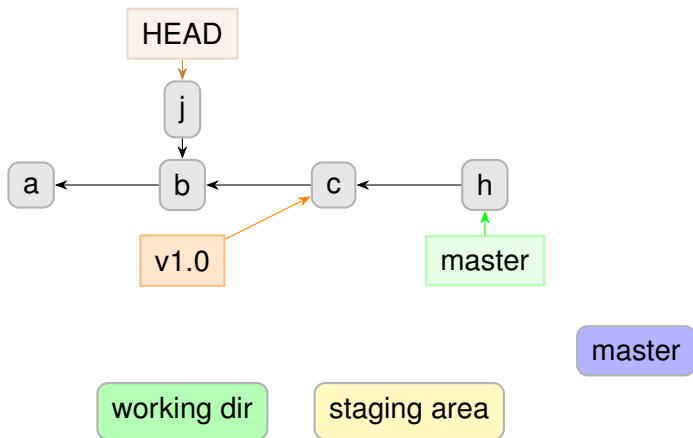 HEAD
j
a
b
c
h
v1.0
master
master
working dir
staging area